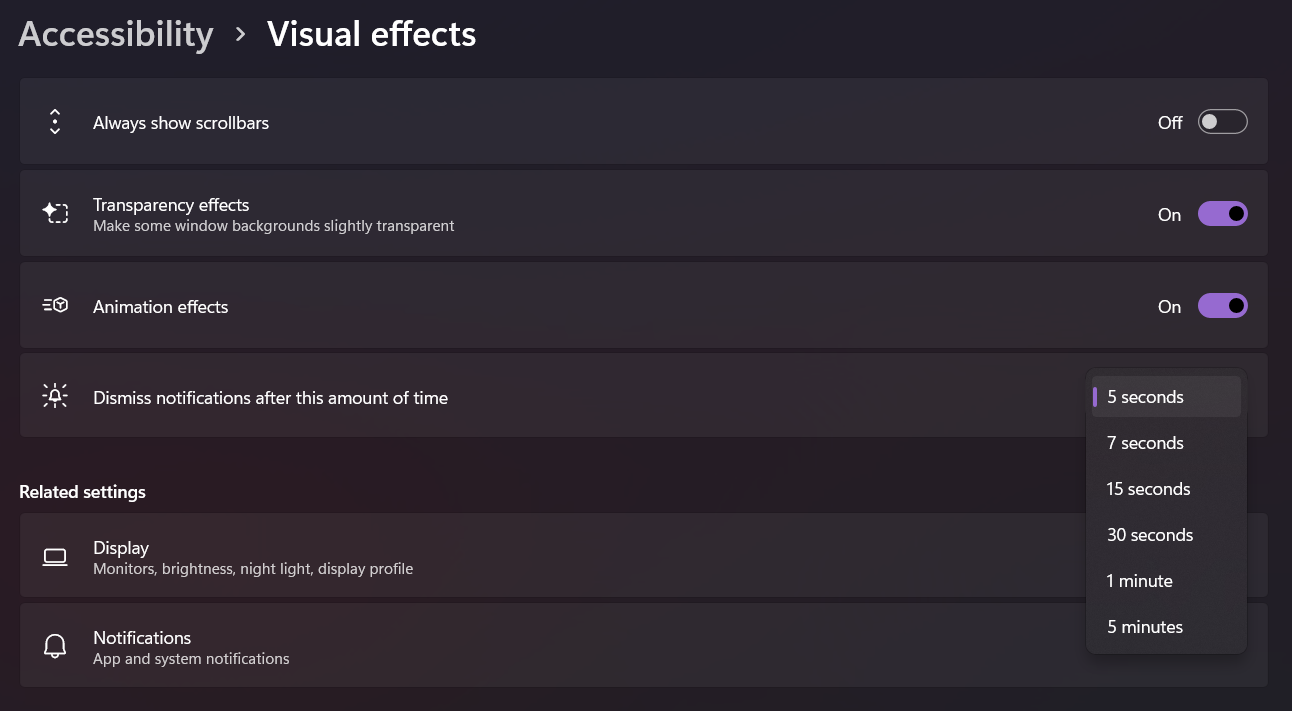 Accessibility > Visual effects
Always show scrollbars
Off
Transparency effects
Make some window backgrounds slightly transparent
On
Animation effects
On
Dismiss notifications after this amount of time
5 seconds
7 seconds
15 seconds
30 seconds
1 minute
5 minutes
Related settings
Display
Monitors, brightness, night light, display profile
Notifications
App and system notifications